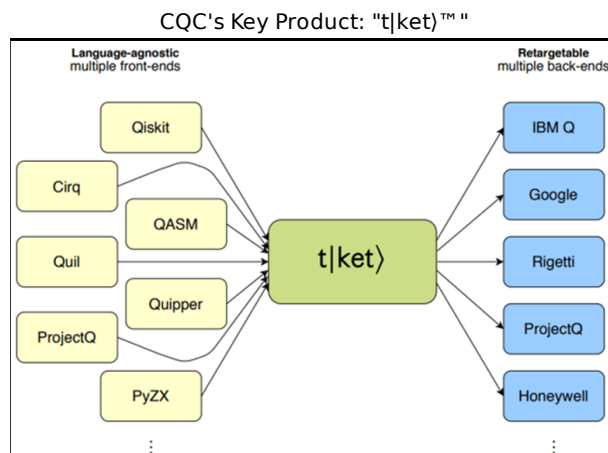 CQC's Key Product: "t|ket⟩™"
Language-agnostic
multiple front-ends
Retargetable
multiple back-ends
Qiskit
Cirq
QASM
Quil
Quipper
ProjectQ
PyZX
⋮
t|ket⟩
IBM Q
Google
Rigetti
ProjectQ
Honeywell
⋮